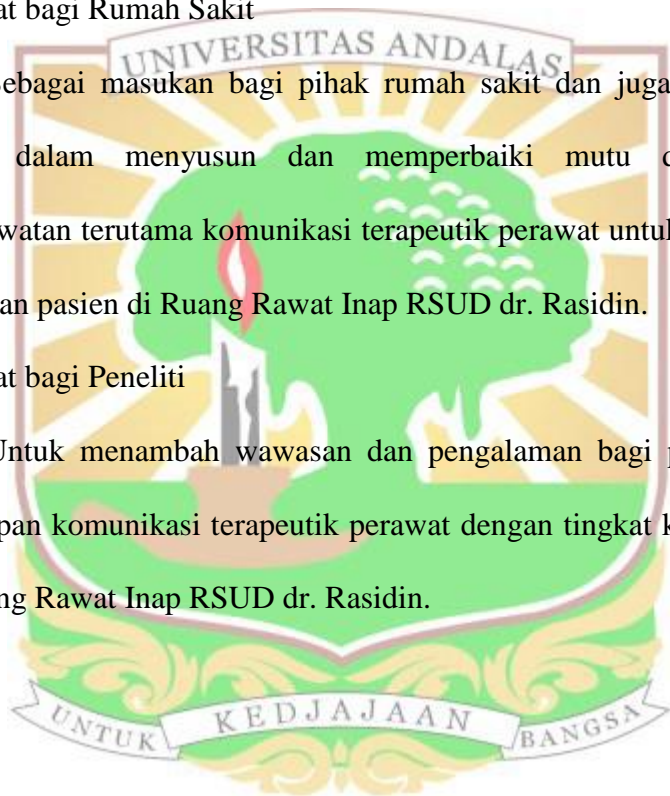 at bagi Rumah Sakit
UNIVERSITAS ANDALAS
Sebagai masukan bagi pihak rumah sakit dan juga
dalam menyusun dan memperbaiki mutu
watan terutama komunikasi terapeutik perawat untuk
an pasien di Ruang Rawat Inap RSUD dr. Rasidin.
at bagi Peneliti
Untuk menambah wawasan dan pengalaman bagi p
pan komunikasi terapeutik perawat dengan tingkat k
ng Rawat Inap RSUD dr. Rasidin.
UNTUK KEDJAJAAN BANGSA